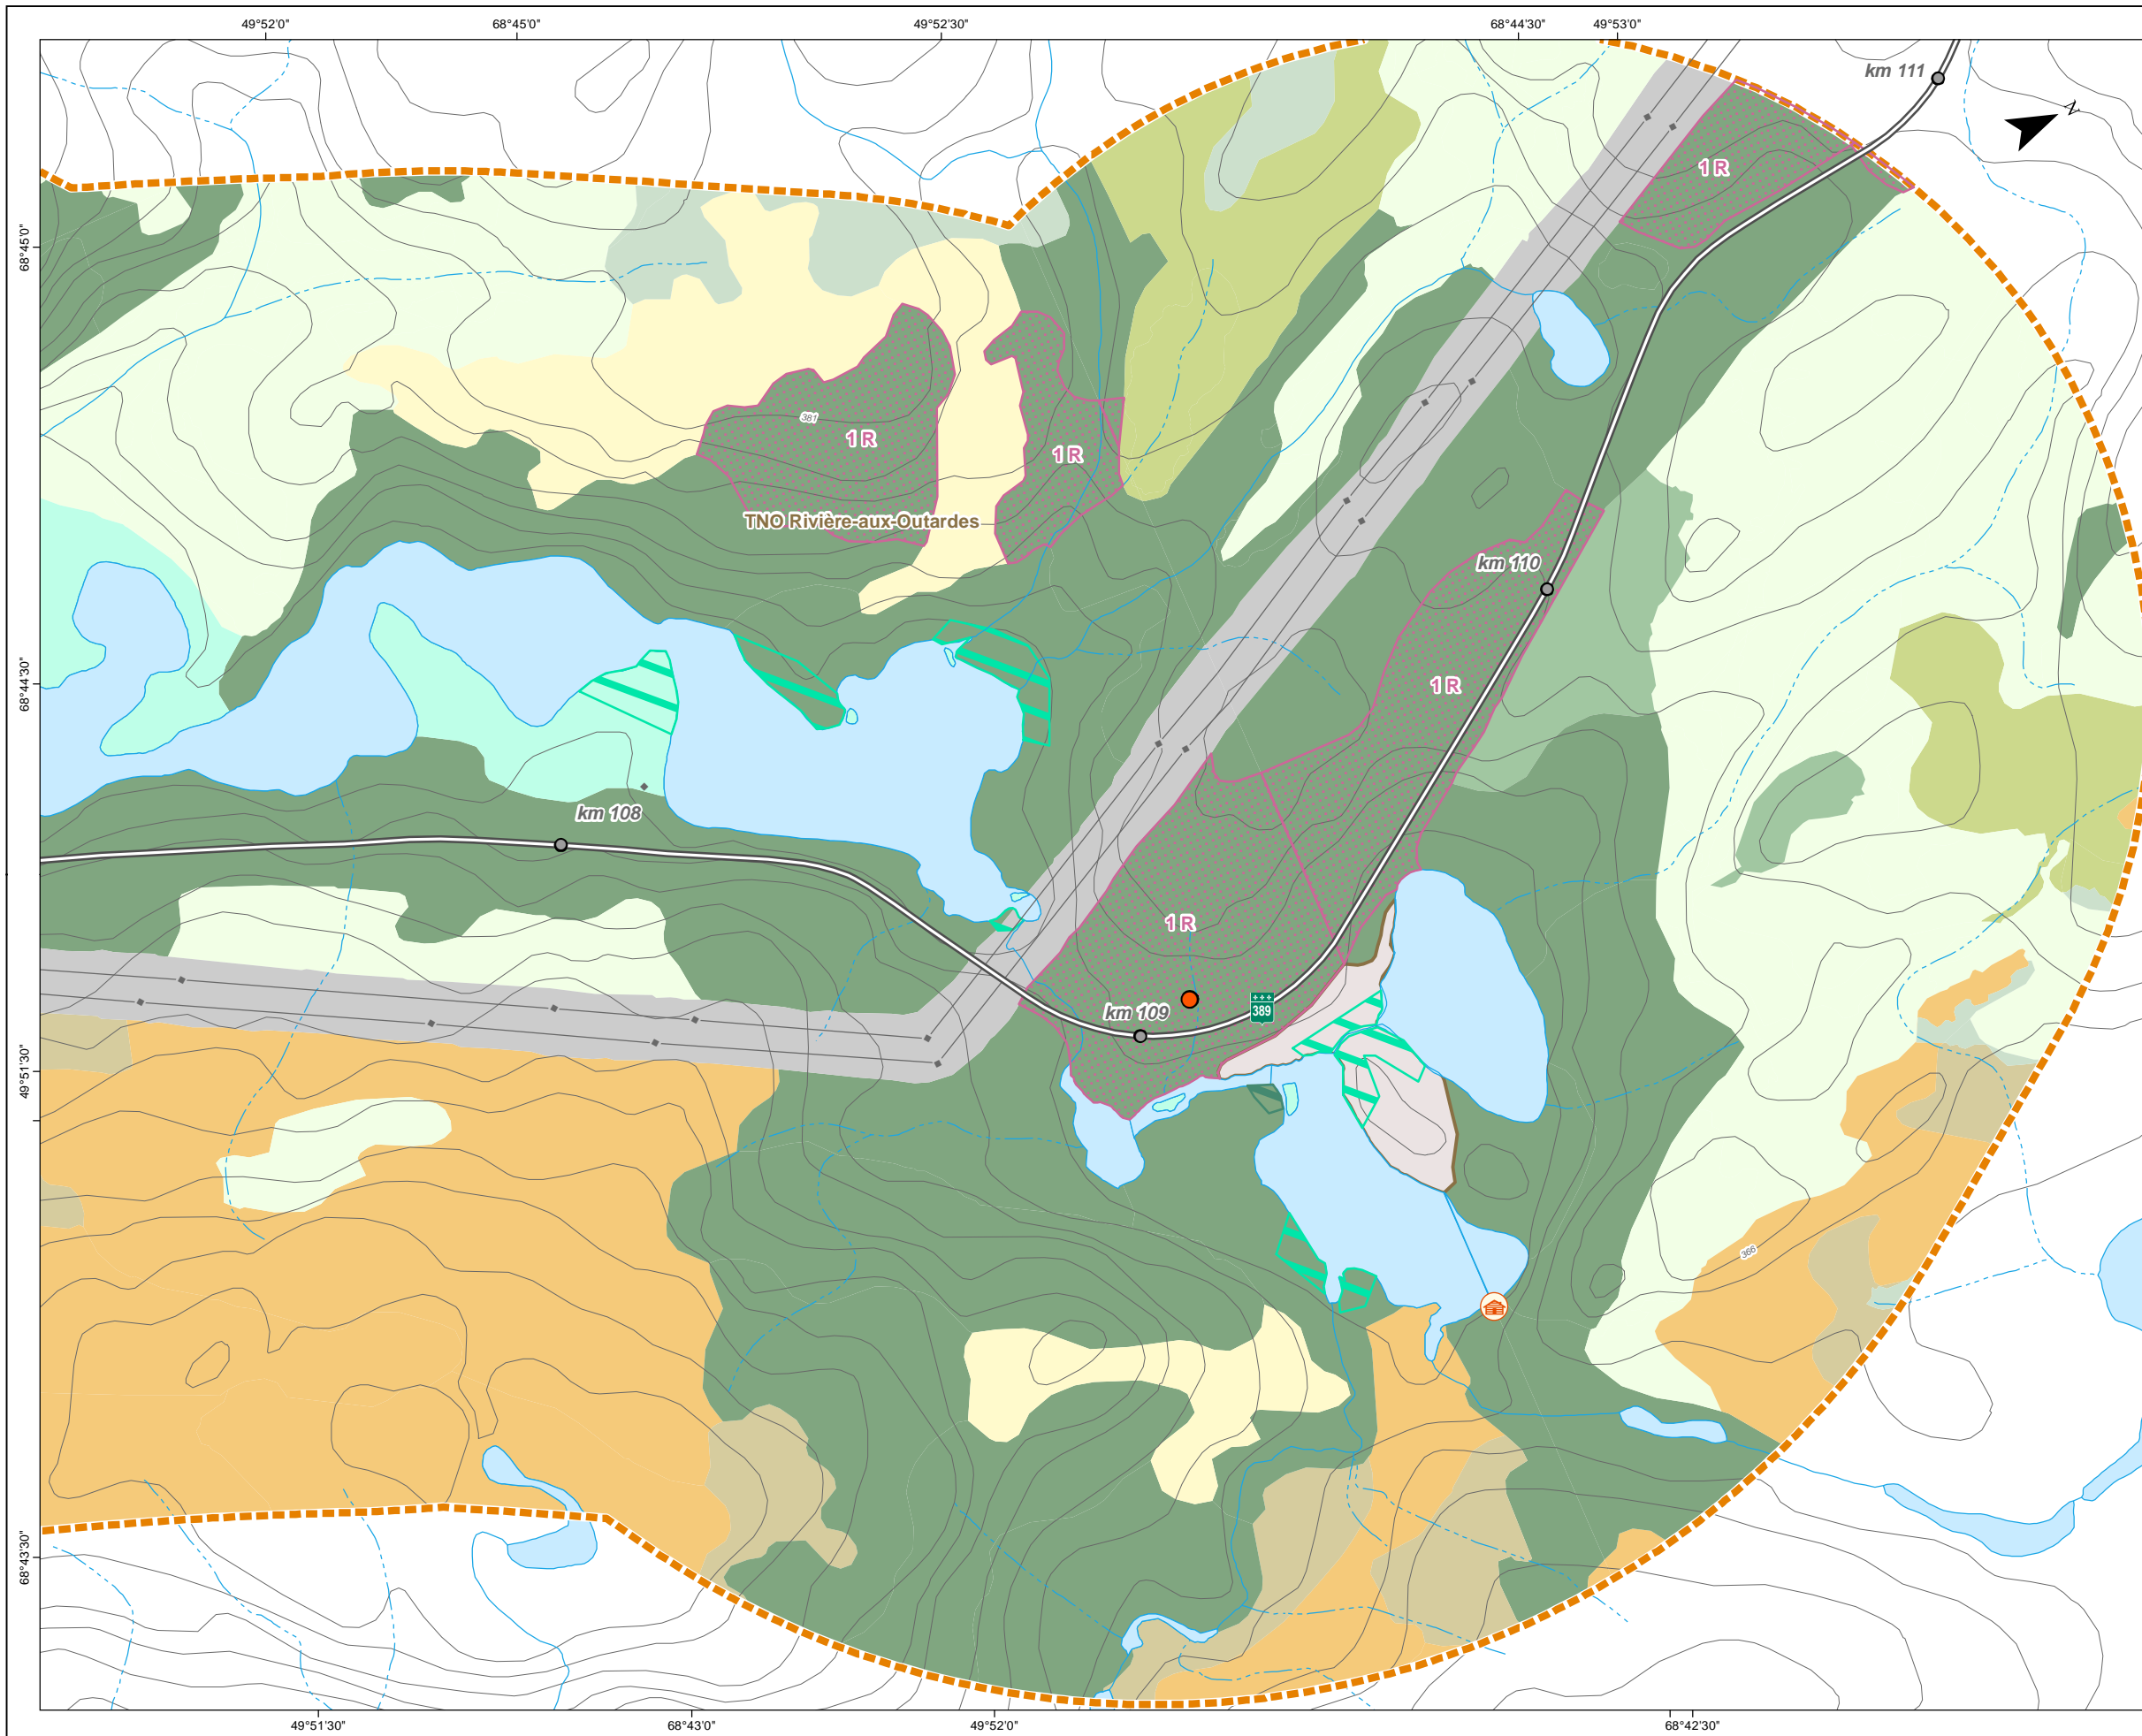 49°52'0"
68°45'0"
49°52'30"
68°44'30"
49°53'0"
km 111
N
1 R
68°45'0"
381
1 R
1 R
TNO Rivière-aux-Outardes
km 110
68°44'30"
1 R
km 108
1 R
km 109
389
49°51'30"
366
68°43'30"
49°51'30"
68°43'0"
49°52'0"
68°42'30"